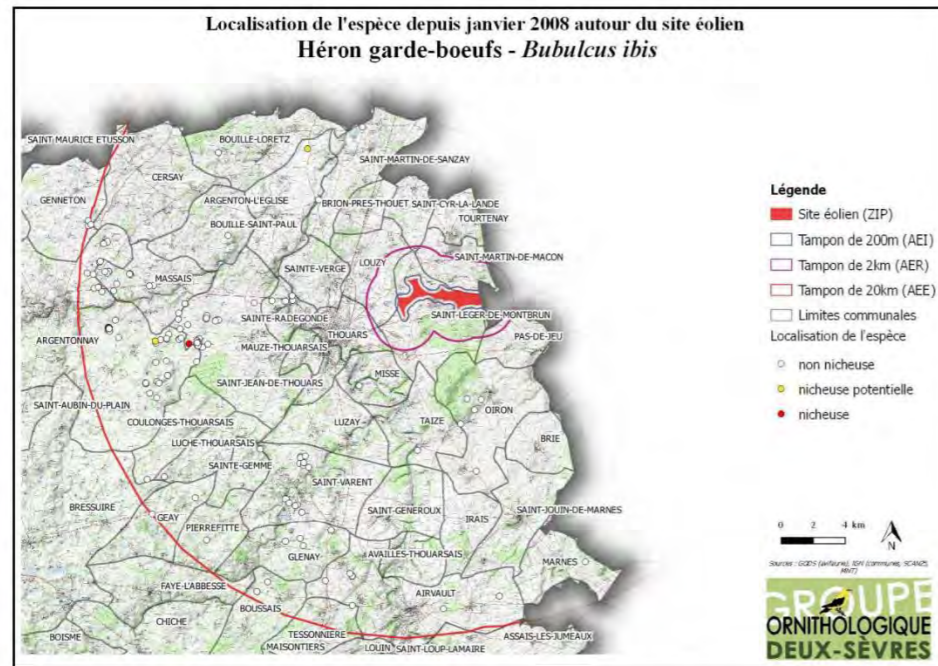 Localisation de l'espèce depuis janvier 2008 autour du site éolien
Héron garde-boeufs - Bubulcus ibis
SAINT MAURICE ETUSSON
BOUILLE-LORETZ
SAINT-MARTIN-DE-SANZAY
CERSAY
GENNETON
ARGENTON-L'EGLISE
BRION-PRES-THOUET
SAINT-CYR-LA-LANDE
TOURTENAY
BOUILLE-SAINT-PAUL
LOUZY
SAINT-MARTIN-DE-MACON
SAINTE-VERGE
MASSAIS
SAINTE-RADEGONDE
SAINT-LEGER-DE-MONTBRUN
THOUARS
PAS-DE-JEU
ARGENTONNAY
MAUZE-THOUARSAIS
MISSE
SAINT-JEAN-DE-THOUARS
SAINT-AUBIN-DU-PLAIN
OIRON
COULONGES-THOUARSAIS
LUZAY
TAIZE
LUCHE-THOUARSAIS
BRIE
SAINTE-GEMME
SAINT-VARENT
BRESSUIRE
SAINT-GENEROUX
SAINT-JOUIN-DE-MARNES
GEAY
IRAIS
PIERREFITTE
GLENAY
AVAILLES-THOUARSAIS
MARNES
FAYE-L'ABBESSE
AIRVAULT
BOUSSAIS
CHICHE
TESSONNIERE
ASSAIS-LES-JUMEAUX
BOISME
MAISONTIERS
LOUIN
SAINT-LOUP-LAMAIRE
Légende
Site éolien (ZIP)
Tampon de 200m (AEI)
Tampon de 2km (AER)
Tampon de 20km (AEE)
Limites communales
Localisation de l'espèce
non nicheuse
nicheuse potentielle
nicheuse
0 2 4 km
N
Sources : GODS (avifaune), IGN (communes, SCAN25, MNT)
GROUPE
ORNITHOLOGIQUE
DEUX-SÈVRES